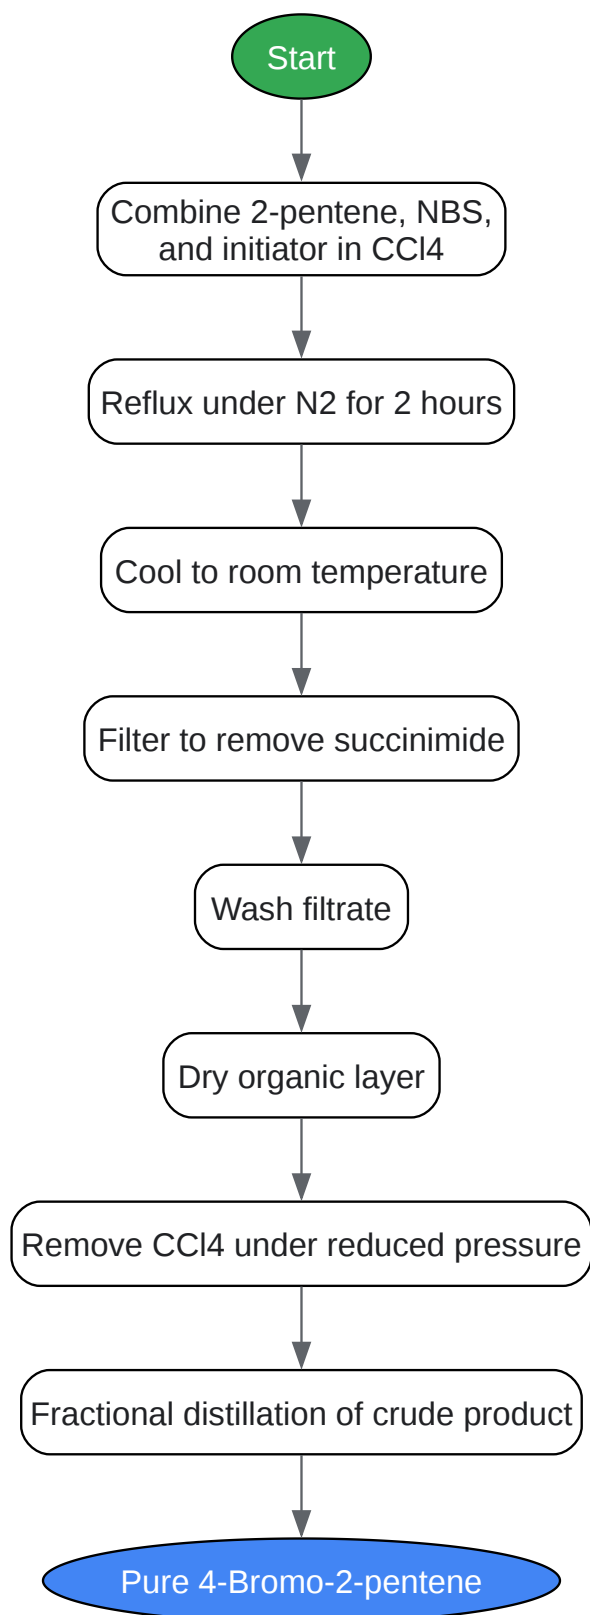 Start
Combine 2-pentene, NBS,
and initiator in CCl4
Reflux under N2 for 2 hours
Cool to room temperature
Filter to remove succinimide
Wash filtrate
Dry organic layer
Remove CCl4 under reduced pressure
Fractional distillation of crude product
Pure 4-Bromo-2-pentene